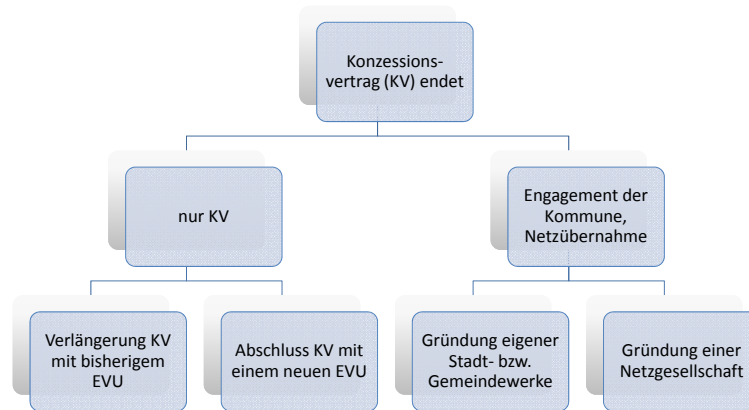 Konzessions-
vertrag (KV) endet
nur KV
Engagement der
Kommune,
Netzübernahme
Verlängerung KV
mit bisherigem
EVU
Abschluss KV mit
einem neuen EVU
Gründung eigener
Stadt- bzw.
Gemeindewerke
Gründung einer
Netzgesellschaft